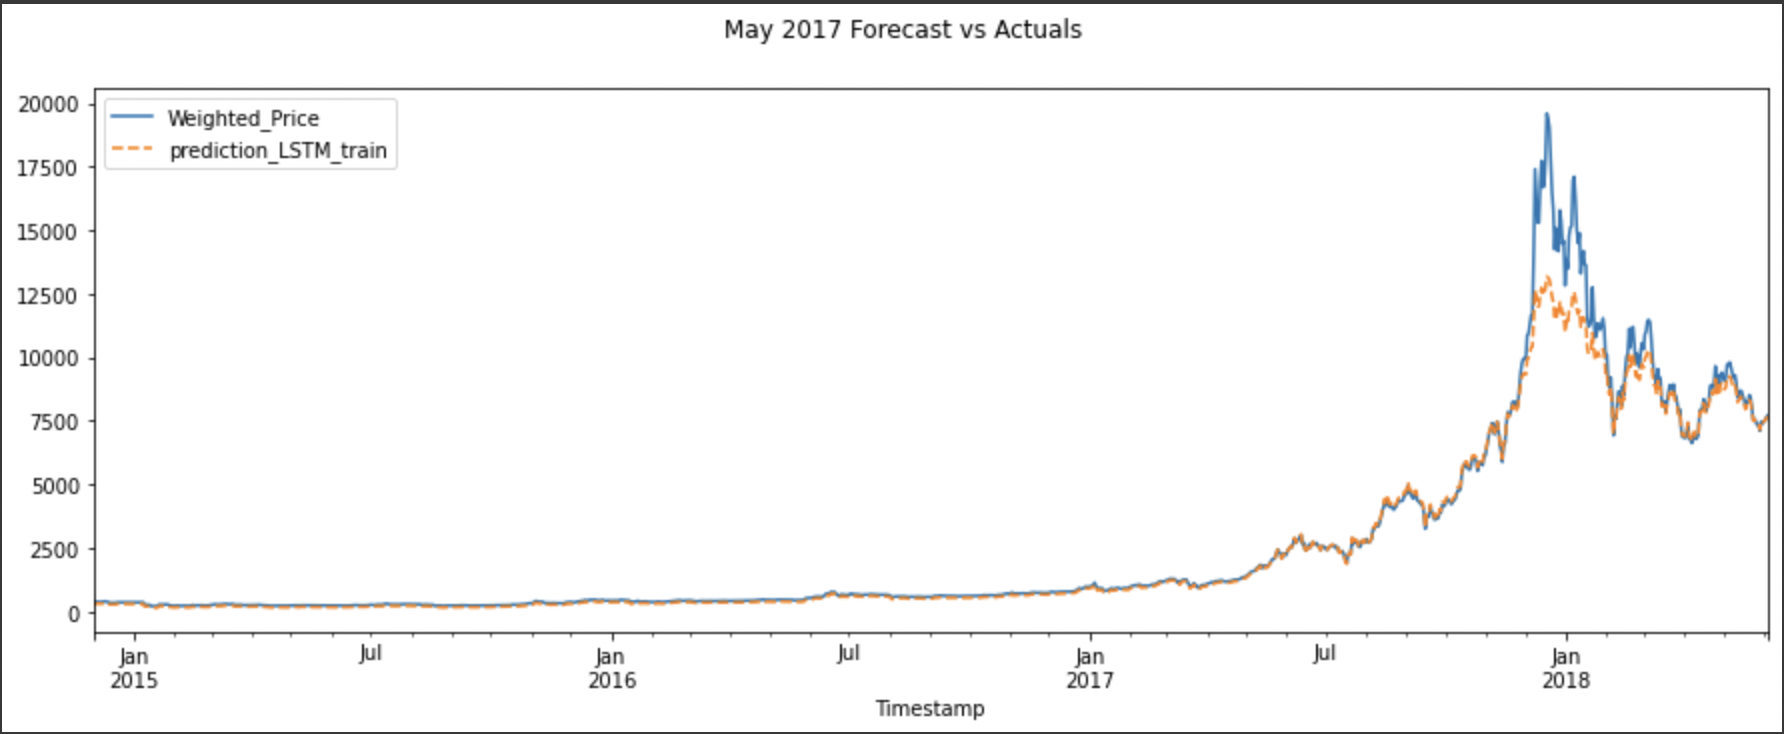 May 2017 Forecast vs Actuals
Weighted_Price
prediction_LSTM_train
20000
17500
15000
12500
10000
7500
5000
2500
0
Jan Jul Jan Jul Jan Jul Jan
2015 2016 2017 2018
Timestamp